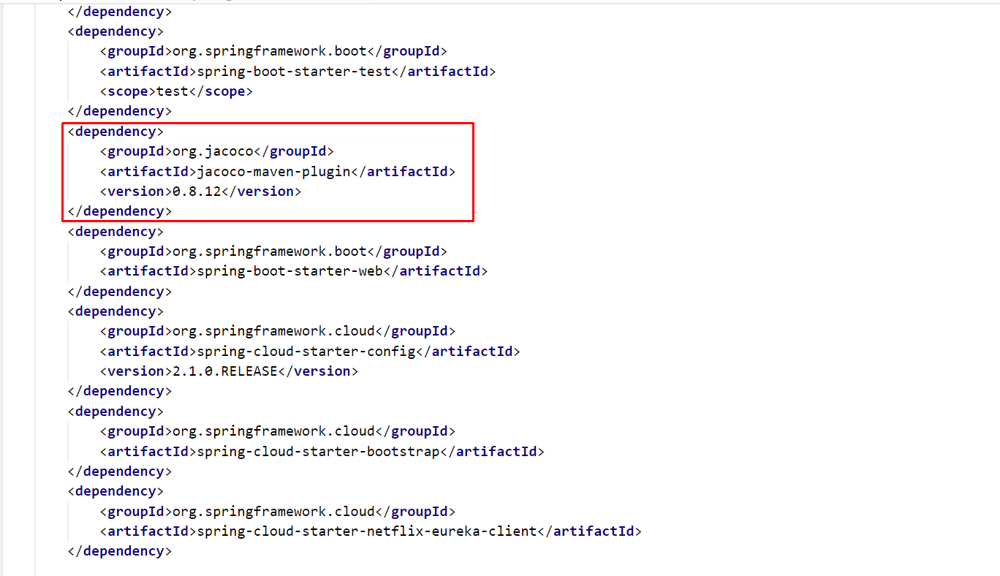 </dependency>
<dependency>
<groupId>org.springframework.boot</groupId>
<artifactId>spring-boot-starter-test</artifactId>
<scope>test</scope>
</dependency>
<dependency>
<groupId>org.jacoco</groupId>
<artifactId>jacoco-maven-plugin</artifactId>
<version>0.8.12</version>
</dependency>
<dependency>
<groupId>org.springframework.boot</groupId>
<artifactId>spring-boot-starter-web</artifactId>
</dependency>
<dependency>
<groupId>org.springframework.cloud</groupId>
<artifactId>spring-cloud-starter-config</artifactId>
<version>2.1.0.RELEASE</version>
</dependency>
<dependency>
<groupId>org.springframework.cloud</groupId>
<artifactId>spring-cloud-starter-bootstrap</artifactId>
</dependency>
<dependency>
<groupId>org.springframework.cloud</groupId>
<artifactId>spring-cloud-starter-netflix-eureka-client</artifactId>
</dependency>